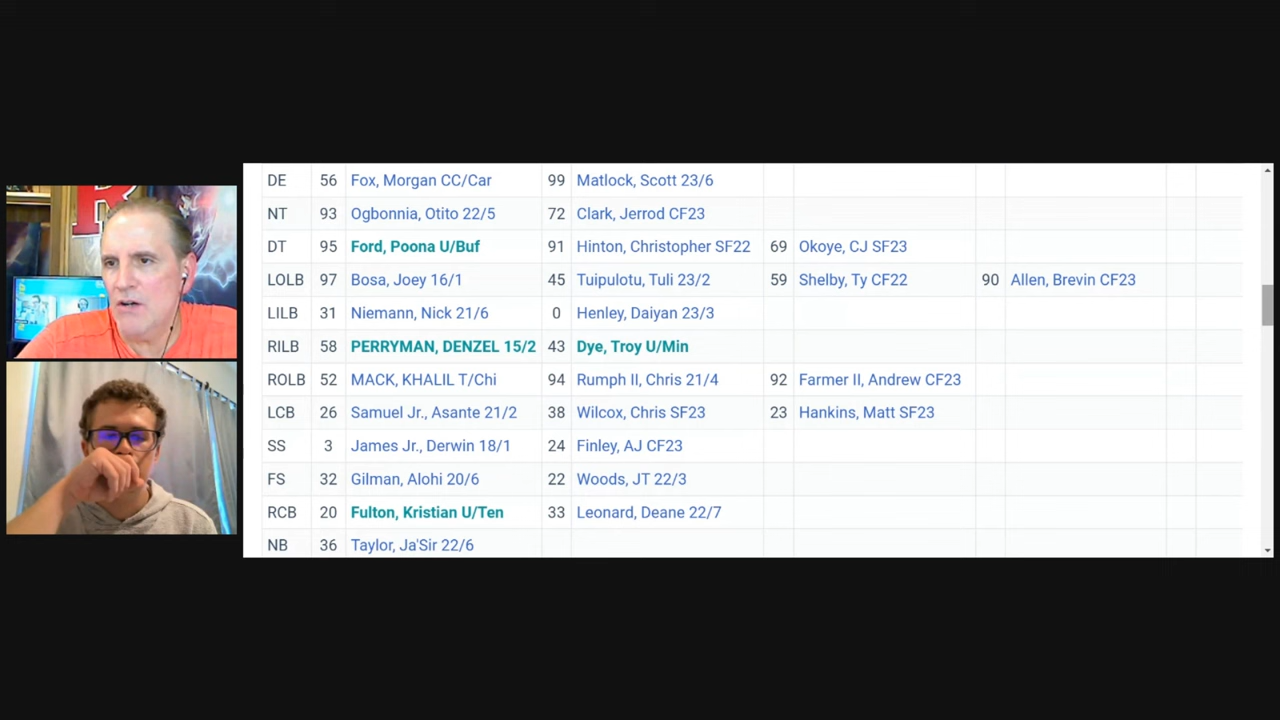 R
DE 56 Fox, Morgan CC/Car 99 Matlock, Scott 23/6
NT 93 Ogbonnia, Otito 22/5 72 Clark, Jerrod CF23
DT 95 Ford, Poona U/Buf 91 Hinton, Christopher SF22 69 Okoye, CJ SF23
LOLB 97 Bosa, Joey 16/1 45 Tuipulotu, Tuli 23/2 59 Shelby, Ty CF22 90 Allen, Brevin CF23
LILB 31 Niemann, Nick 21/6 0 Henley, Daiyan 23/3
RILB 58 PERRYMAN, DENZEL 15/2 43 Dye, Troy U/Min
ROLB 52 MACK, KHALIL T/Chi 94 Rumph II, Chris 21/4 92 Farmer II, Andrew CF23
LCB 26 Samuel Jr., Asante 21/2 38 Wilcox, Chris SF23 23 Hankins, Matt SF23
SS 3 James Jr., Derwin 18/1 24 Finley, AJ CF23
FS 32 Gilman, Alohi 20/6 22 Woods, JT 22/3
RCB 20 Fulton, Kristian U/Ten 33 Leonard, Deane 22/7
NB 36 Taylor, Ja'Sir 22/6